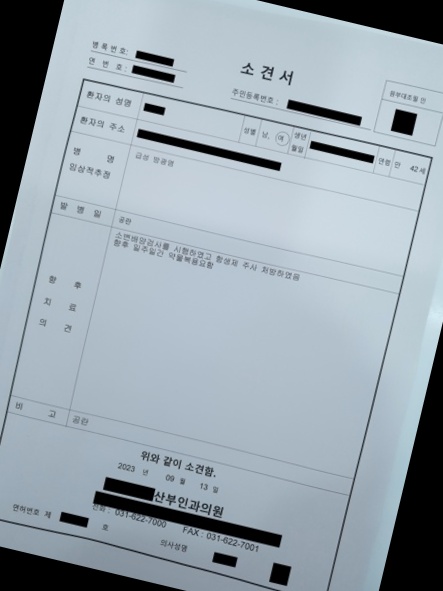 소 견 서
병 록 번 호:
연 번 호 :
주민등록번호 :
원부대조필 인
환자의 성명
성별 남, 여
생년
월일
연령 만 42세
환자의 주소
병 명
임상적추정
급성 방광염
발 병 일
공란
향 후
치 료
의 견
소변배양검사를 시행하였고 항생제 주사 처방하였음
향후 일주일간 약물복용요함
비 고
공란
위와 같이 소견함.
2023 년 09 월 13 일
산부인과의원
전화 : 031-622-7000 FAX : 031-622-7001
면허번호 제 호
의사성명